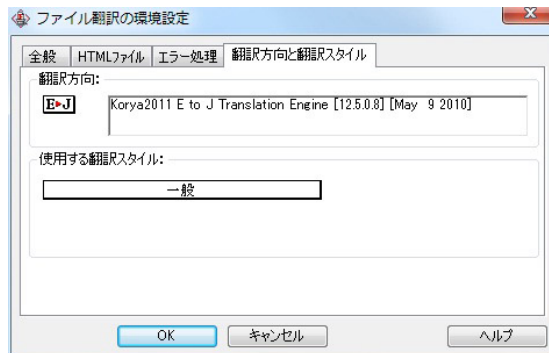 ファイル翻訳の環境設定
全般 HTMLファイル エラー処理 翻訳方向と翻訳スタイル
翻訳方向:
E▸J Korya2011 E to J Translation Engine [12.5.0.8] [May 9 2010]
使用する翻訳スタイル:
一般
OK キャンセル ヘルプ